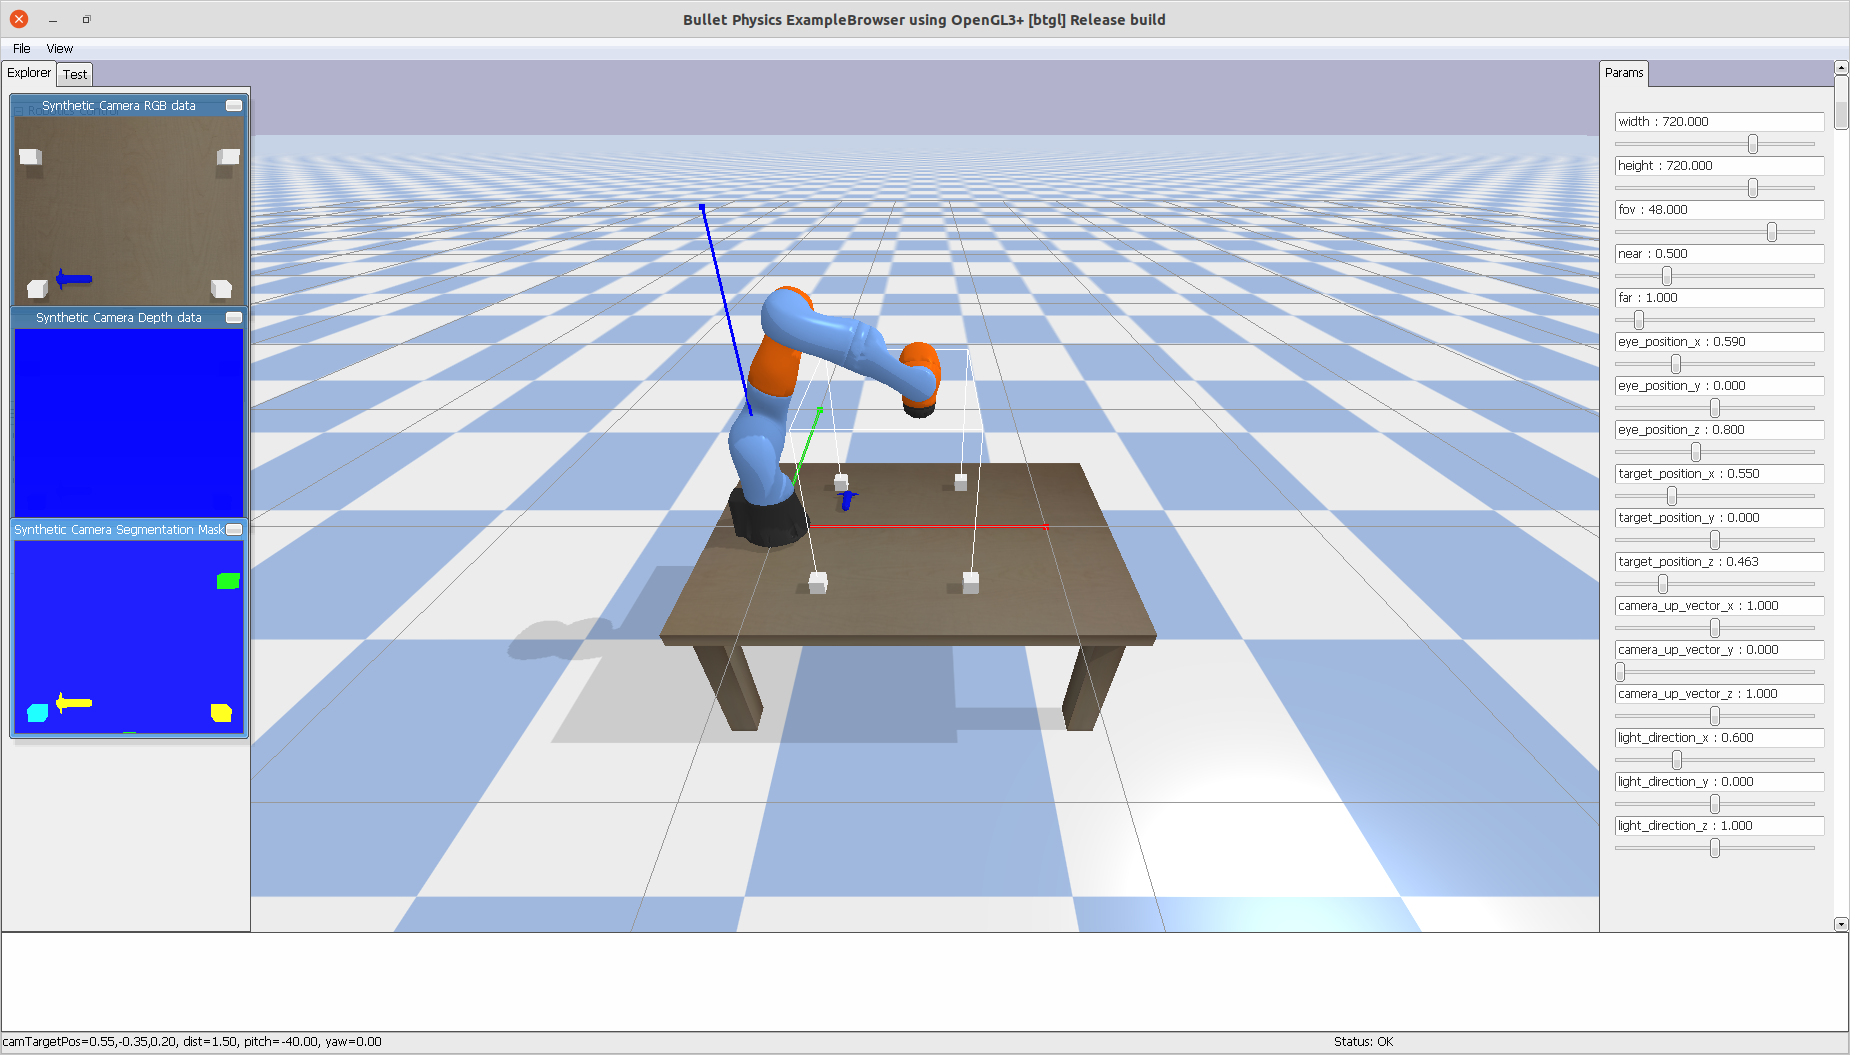 Bullet Physics ExampleBrowser using OpenGL3+ [btgl] Release build
File View
Explorer Test
Synthetic Camera RGB data
Synthetic Camera Depth data
Synthetic Camera Segmentation Mask
Params
width : 720.000
height : 720.000
fov : 48.000
near : 0.500
far : 1.000
eye_position_x : 0.590
eye_position_y : 0.000
eye_position_z : 0.800
target_position_x : 0.550
target_position_y : 0.000
target_position_z : 0.463
camera_up_vector_x : 1.000
camera_up_vector_y : 0.000
camera_up_vector_z : 1.000
light_direction_x : 0.600
light_direction_y : 0.000
light_direction_z : 1.000
camTargetPos=0.55,-0.35,0.20, dist=1.50, pitch=-40.00, yaw=0.00
Status: OK